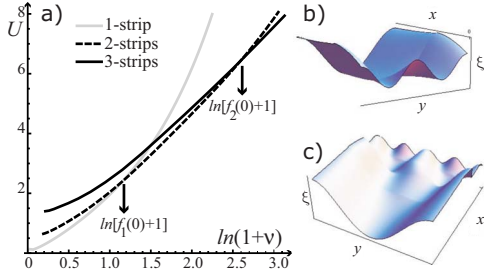 a)
U
8
6
4
2
1-strip
2-strips
3-strips
ln[f₂(0)+1]
ln[f₁(0)+1]
ln(1+ν)
0 0.5 1.0 1.5 2.0 2.5 3.0
b)
x
ξ
y
c)
ξ
y
x